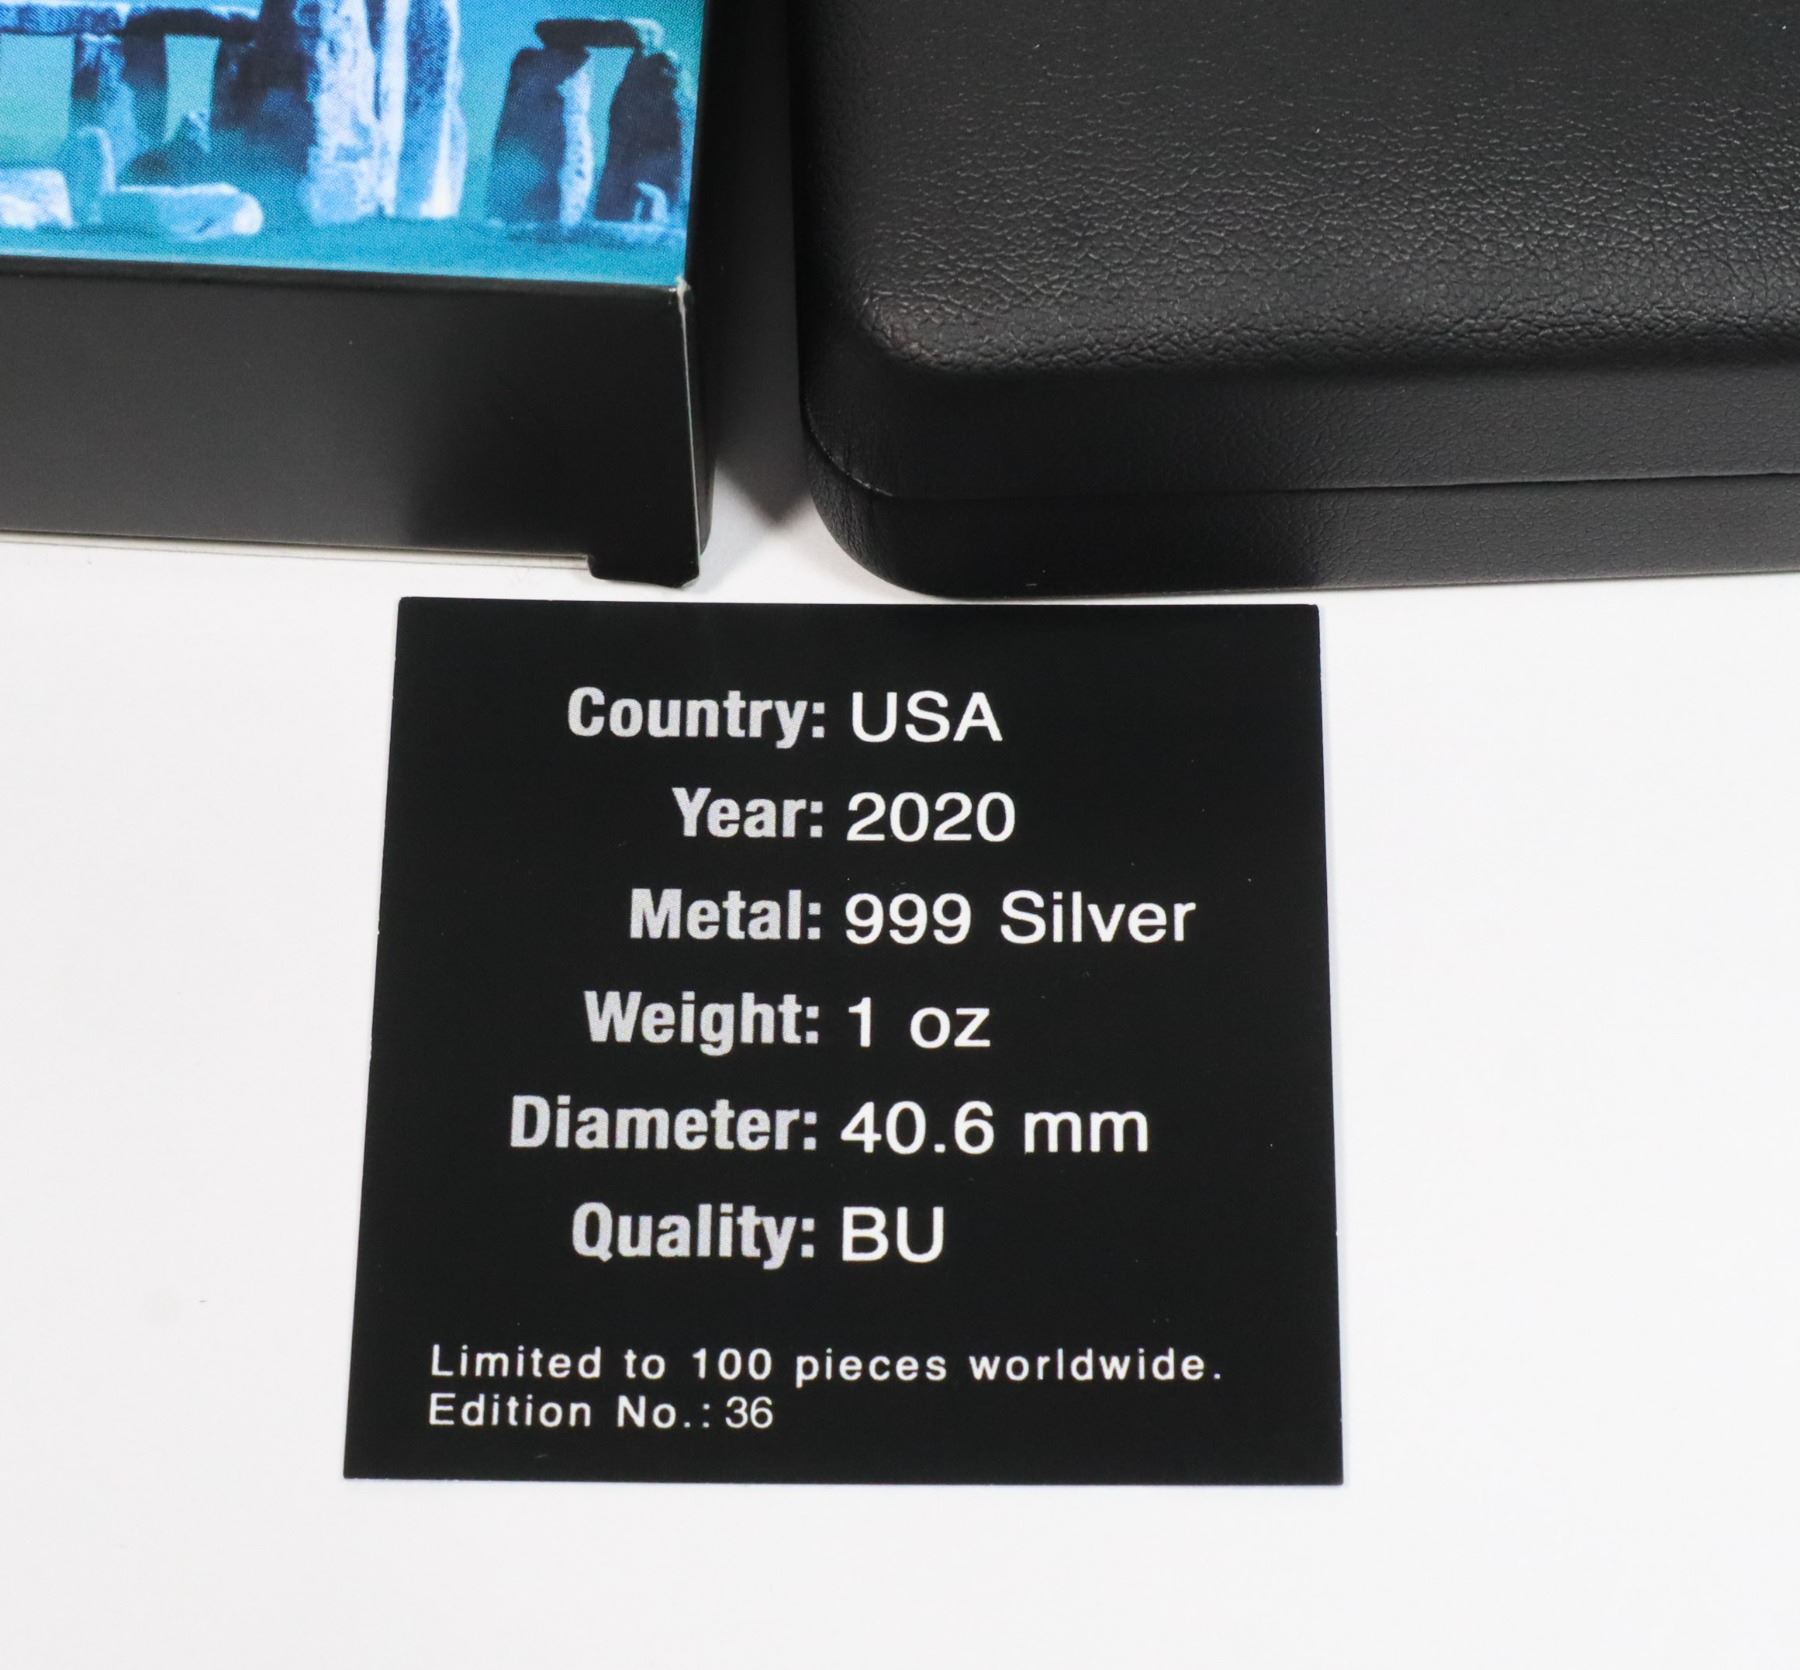 Country: USA
Year: 2020
Metal: 999 Silver
Weight: 1 oz
Diameter: 40.6 mm
Quality: BU
Limited to 100 pieces worldwide.
Edition No.: 36